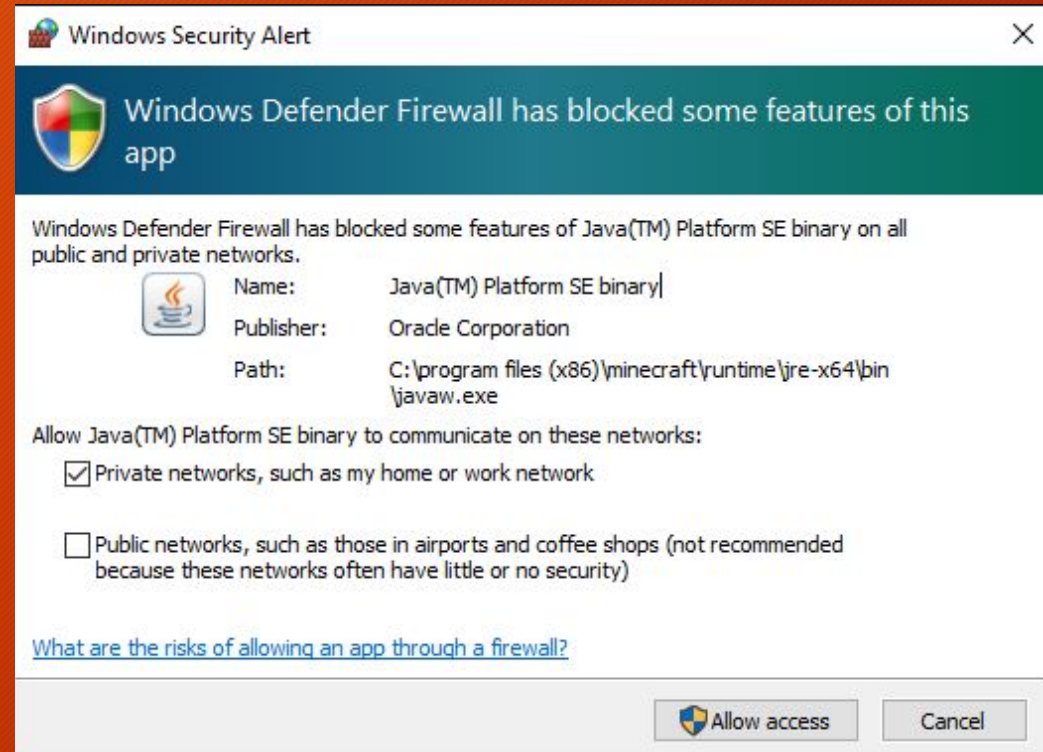 Windows Security Alert
Windows Defender Firewall has blocked some features of this
app
Windows Defender Firewall has blocked some features of Java(TM) Platform SE binary on all
public and private networks.
Name: Java(TM) Platform SE binary
Publisher: Oracle Corporation
Path: C:\program files (x86)\minecraft\runtime\jre-x64\bin
\javaw.exe
Allow Java(TM) Platform SE binary to communicate on these networks:
Private networks, such as my home or work network
Public networks, such as those in airports and coffee shops (not recommended
because these networks often have little or no security)
What are the risks of allowing an app through a firewall?
Allow access Cancel